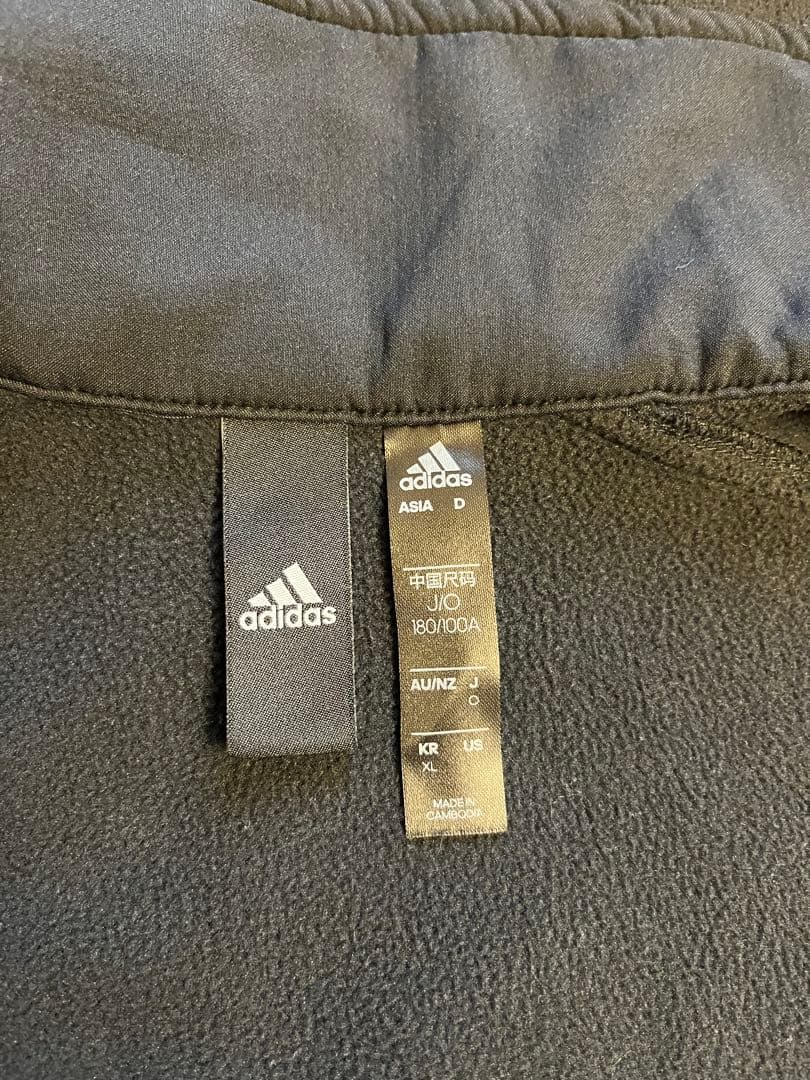 adidas
adidas
ASIA D
中国尺码
J/O
180/100A
AU/NZ J
O
KR US
XL
MADE IN
CAMBODIA